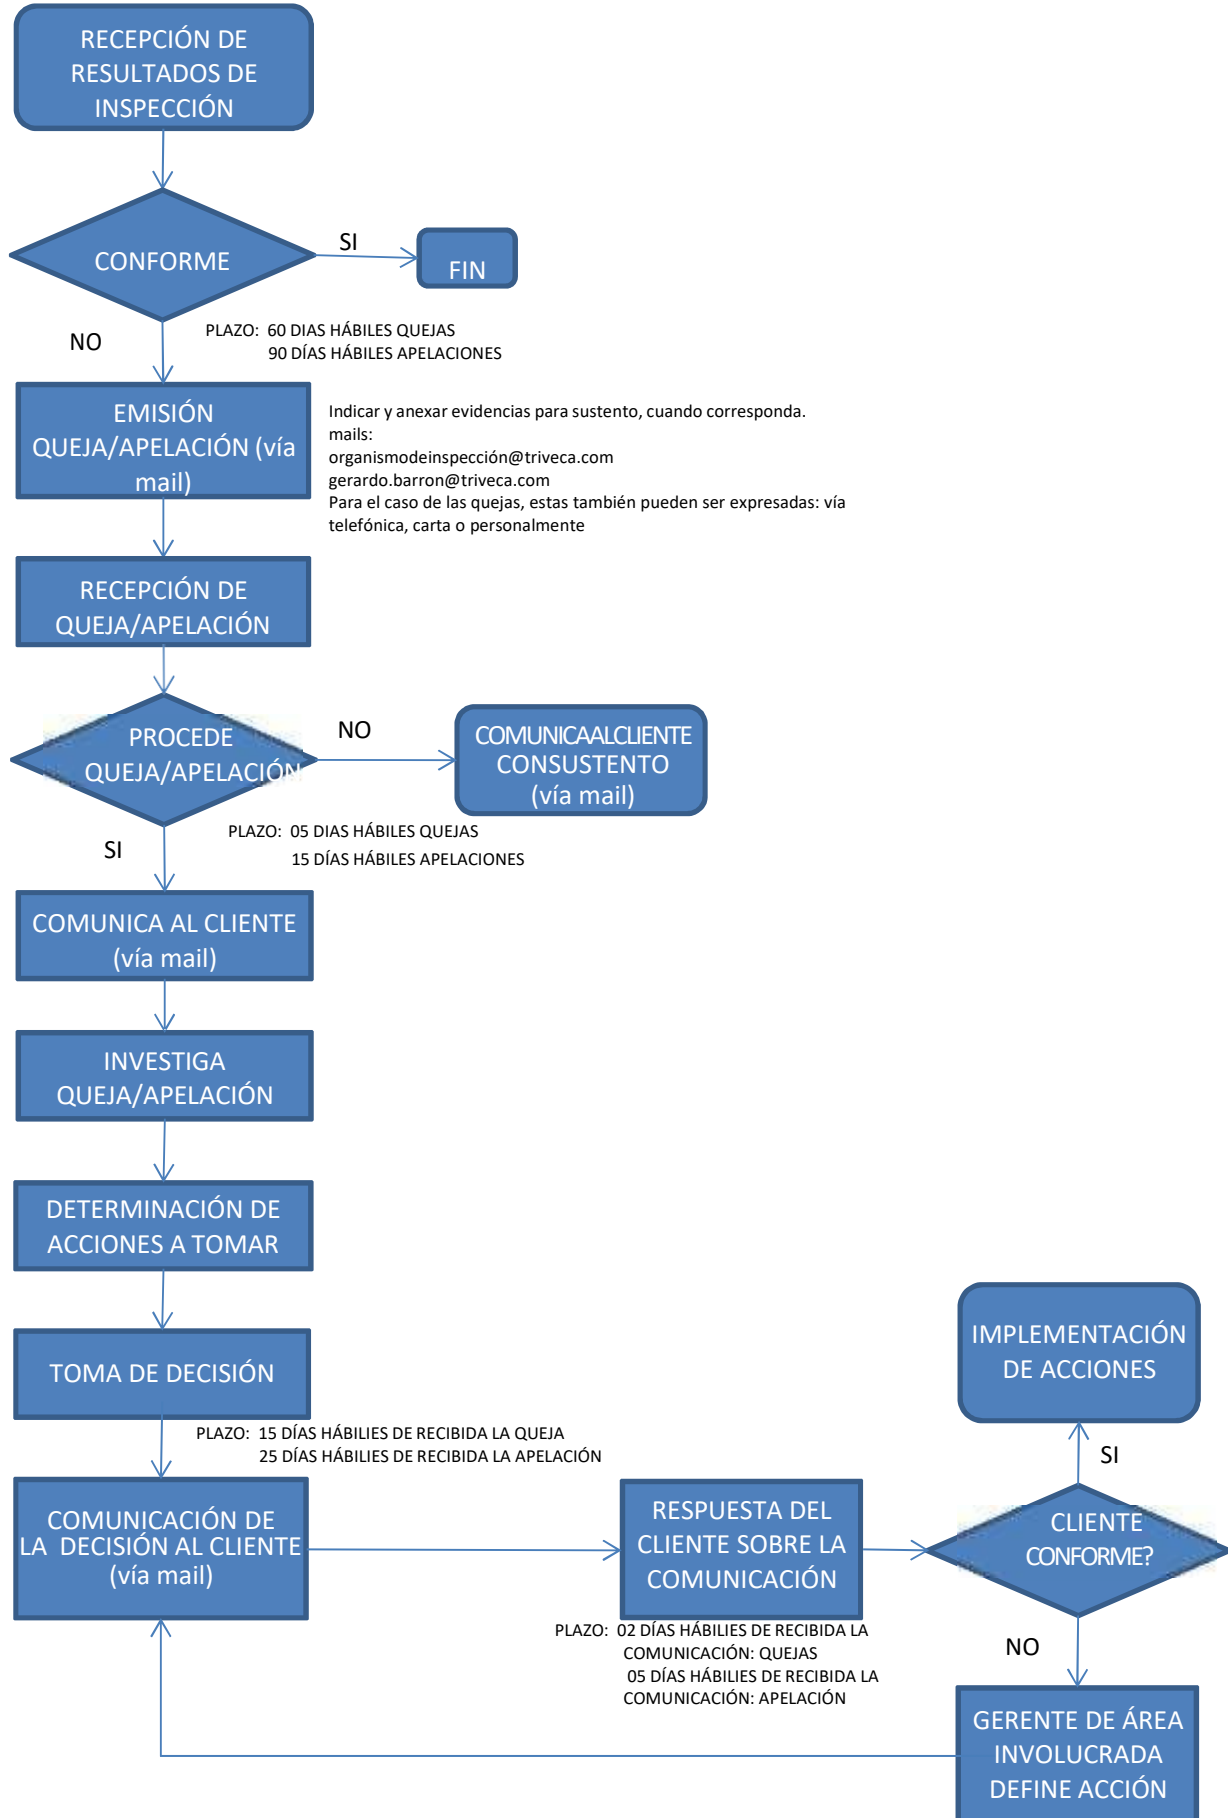 RECEPCIÓN DE
RESULTADOS DE
INSPECCIÓN
CONFORME
SI
FIN
NO
PLAZO: 60 DIAS HÁBILES QUEJAS
90 DÍAS HÁBILES APELACIONES
EMISIÓN
QUEJA/APELACIÓN (vía
mail)
Indicar y anexar evidencias para sustento, cuando corresponda.
mails:
organismodeinspección@triveca.com
gerardo.barron@triveca.com
Para el caso de las quejas, estas también pueden ser expresadas: vía
telefónica, carta o personalmente
RECEPCIÓN DE
QUEJA/APELACIÓN
PROCEDE
QUEJA/APELACIÓN
NO
COMUNICAALCLIENTE
CONSUSTENTO
(vía mail)
PLAZO: 05 DIAS HÁBILES QUEJAS
15 DÍAS HÁBILES APELACIONES
SI
COMUNICA AL CLIENTE
(vía mail)
INVESTIGA
QUEJA/APELACIÓN
DETERMINACIÓN DE
ACCIONES A TOMAR
TOMA DE DECISIÓN
PLAZO: 15 DÍAS HÁBILIES DE RECIBIDA LA QUEJA
25 DÍAS HÁBILIES DE RECIBIDA LA APELACIÓN
COMUNICACIÓN DE
LA DECISIÓN AL CLIENTE
(vía mail)
RESPUESTA DEL
CLIENTE SOBRE LA
COMUNICACIÓN
PLAZO: 02 DÍAS HÁBILIES DE RECIBIDA LA
COMUNICACIÓN: QUEJAS
05 DÍAS HÁBILIES DE RECIBIDA LA
COMUNICACIÓN: APELACIÓN
CLIENTE
CONFORME?
SI
IMPLEMENTACIÓN
DE ACCIONES
NO
GERENTE DE ÁREA
INVOLUCRADA
DEFINE ACCIÓN